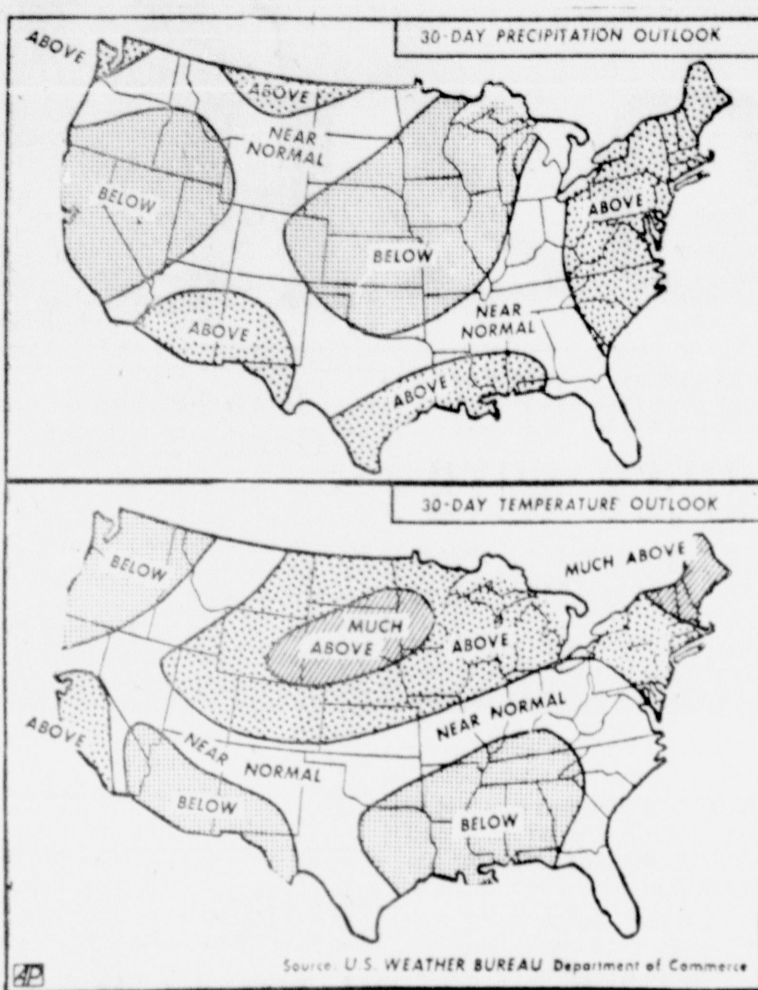 30-DAY PRECIPITATION OUTLOOK
ABOVE
ABOVE
NEAR
NORMAL
BELOW
ABOVE
BELOW
ABOVE
NEAR
NORMAL
ABOVE
30-DAY TEMPERATURE OUTLOOK
MUCH ABOVE
BELOW
MUCH
ABOVE
ABOVE
NEAR NORMAL
ABOVE
NEAR
NORMAL
BELOW
BELOW
AP
Source: U.S. WEATHER BUREAU Department of Commerce